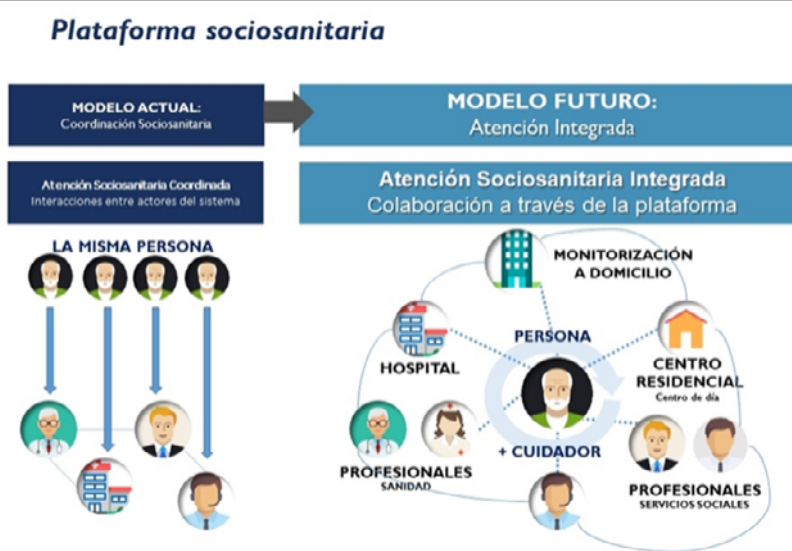 Plataforma sociosanitaria
MODELO ACTUAL:
Coordinación Sociosanitaria
MODELO FUTURO:
Atención Integrada
Atención Sociosanitaria Coordinada
Interacciones entre actores del sistema
Atención Sociosanitaria Integrada
Colaboración a través de la plataforma
LA MISMA PERSONA
MONITORIZACIÓN
A DOMICILIO
PERSONA
HOSPITAL
CENTRO
RESIDENCIAL
Centro de día
+ CUIDADOR
PROFESIONALES
SANIDAD
PROFESIONALES
SERVICIOS SOCIALES